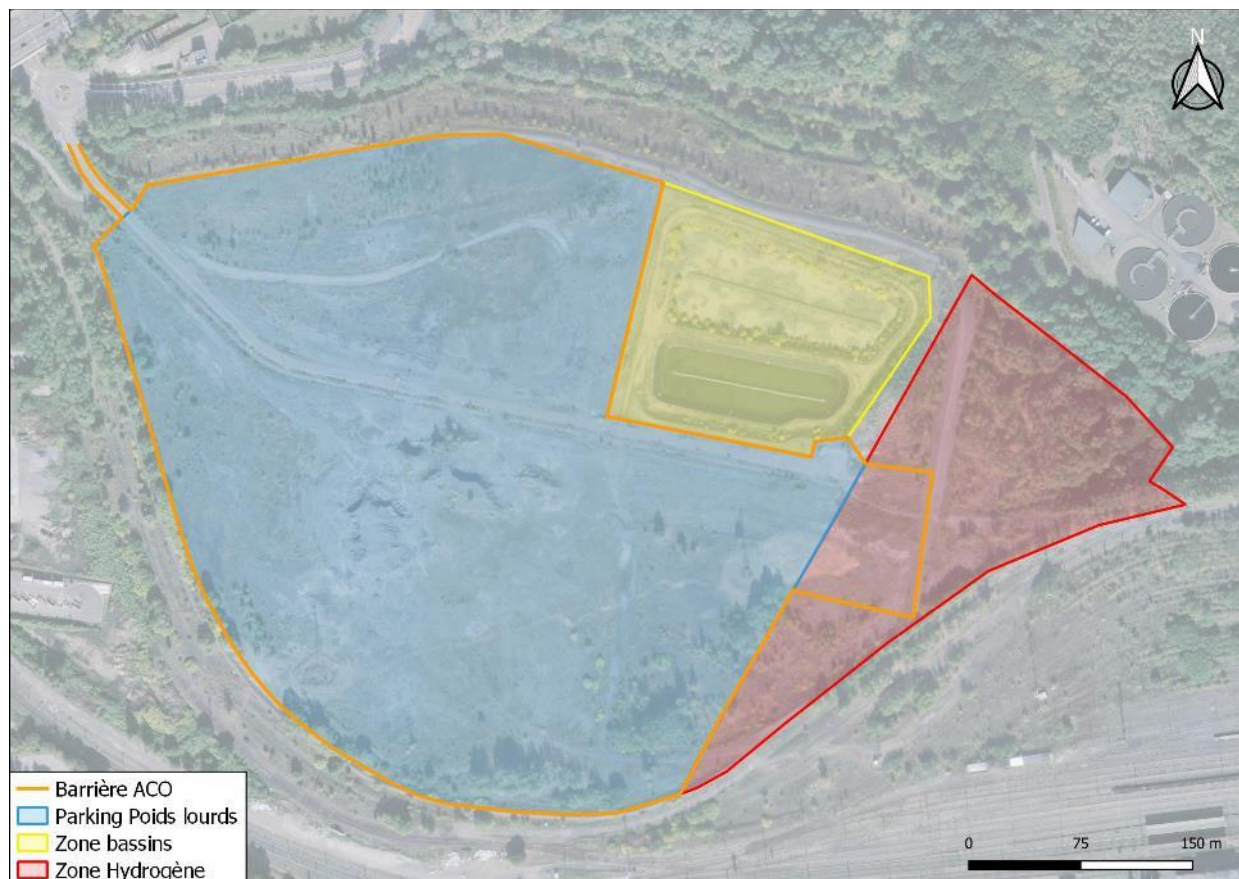 N
Barrière ACO
Parking Poids lourds
Zone bassins
Zone Hydrogène
0 75 150 m